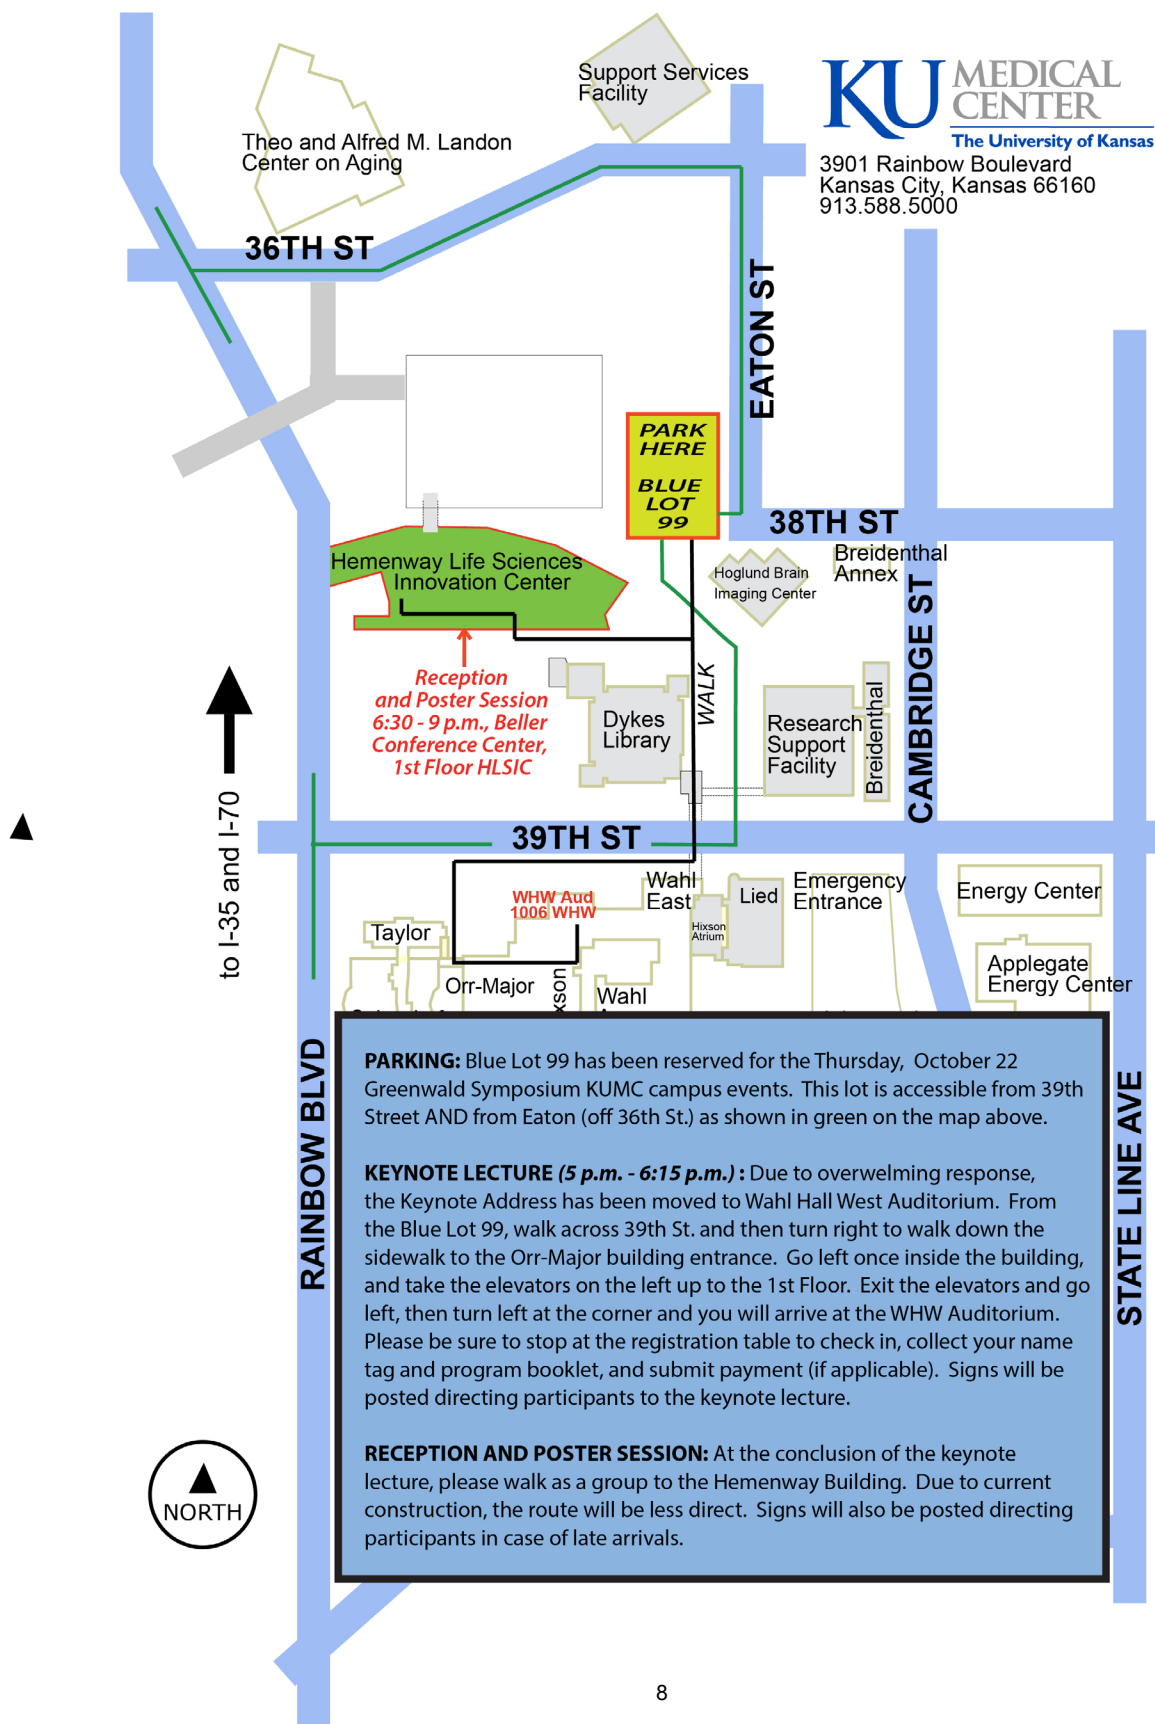 Support Services
Facility
KU MEDICAL
CENTER
The University of Kansas
3901 Rainbow Boulevard
Kansas City, Kansas 66160
913.588.5000
Theo and Alfred M. Landon
Center on Aging
36TH ST
EATON ST
PARK
HERE
BLUE
LOT
99
38TH ST
Hemenway Life Sciences
Innovation Center
Hoglund Brain
Imaging Center
Breidenthal
Annex
CAMBRIDGE ST
Reception
and Poster Session
6:30 - 9 p.m., Beller
Conference Center,
1st Floor HLSIC
WALK
Dykes
Library
Research
Support
Facility
Breidenthal
to I-35 and I-70
39TH ST
WHW Aud
1006 WHW
Wahl
East
Lied
Emergency
Entrance
Energy Center
Hixson
Atrium
Taylor
Orr-Major
xson
Wahl
Applegate
Energy Center
RAINBOW BLVD
STATE LINE AVE
PARKING: Blue Lot 99 has been reserved for the Thursday, October 22
Greenwald Symposium KUMC campus events. This lot is accessible from 39th
Street AND from Eaton (off 36th St.) as shown in green on the map above.
KEYNOTE LECTURE (5 p.m. - 6:15 p.m.) : Due to overwelming response,
the Keynote Address has been moved to Wahl Hall West Auditorium. From
the Blue Lot 99, walk across 39th St. and then turn right to walk down the
sidewalk to the Orr-Major building entrance. Go left once inside the building,
and take the elevators on the left up to the 1st Floor. Exit the elevators and go
left, then turn left at the corner and you will arrive at the WHW Auditorium.
Please be sure to stop at the registration table to check in, collect your name
tag and program booklet, and submit payment (if applicable). Signs will be
posted directing participants to the keynote lecture.
RECEPTION AND POSTER SESSION: At the conclusion of the keynote
lecture, please walk as a group to the Hemenway Building. Due to current
construction, the route will be less direct. Signs will also be posted directing
participants in case of late arrivals.
NORTH
8